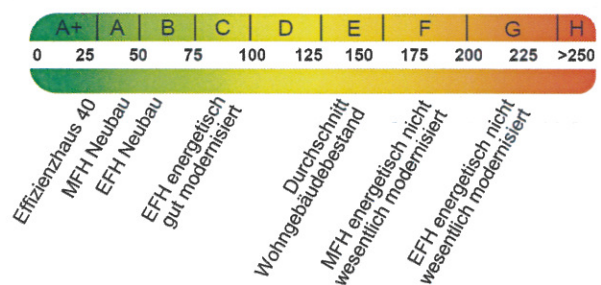 A+ A B C D E F G H
0 25 50 75 100 125 150 175 200 225 >250
Effizienzhaus 40
MFH Neubau
EFH Neubau
EFH energetisch
gut modernisiert
Durchschnitt
Wohngebäudebestand
MFH energetisch nicht
wesentlich modernisiert
EFH energetisch nicht
wesentlich modernisiert